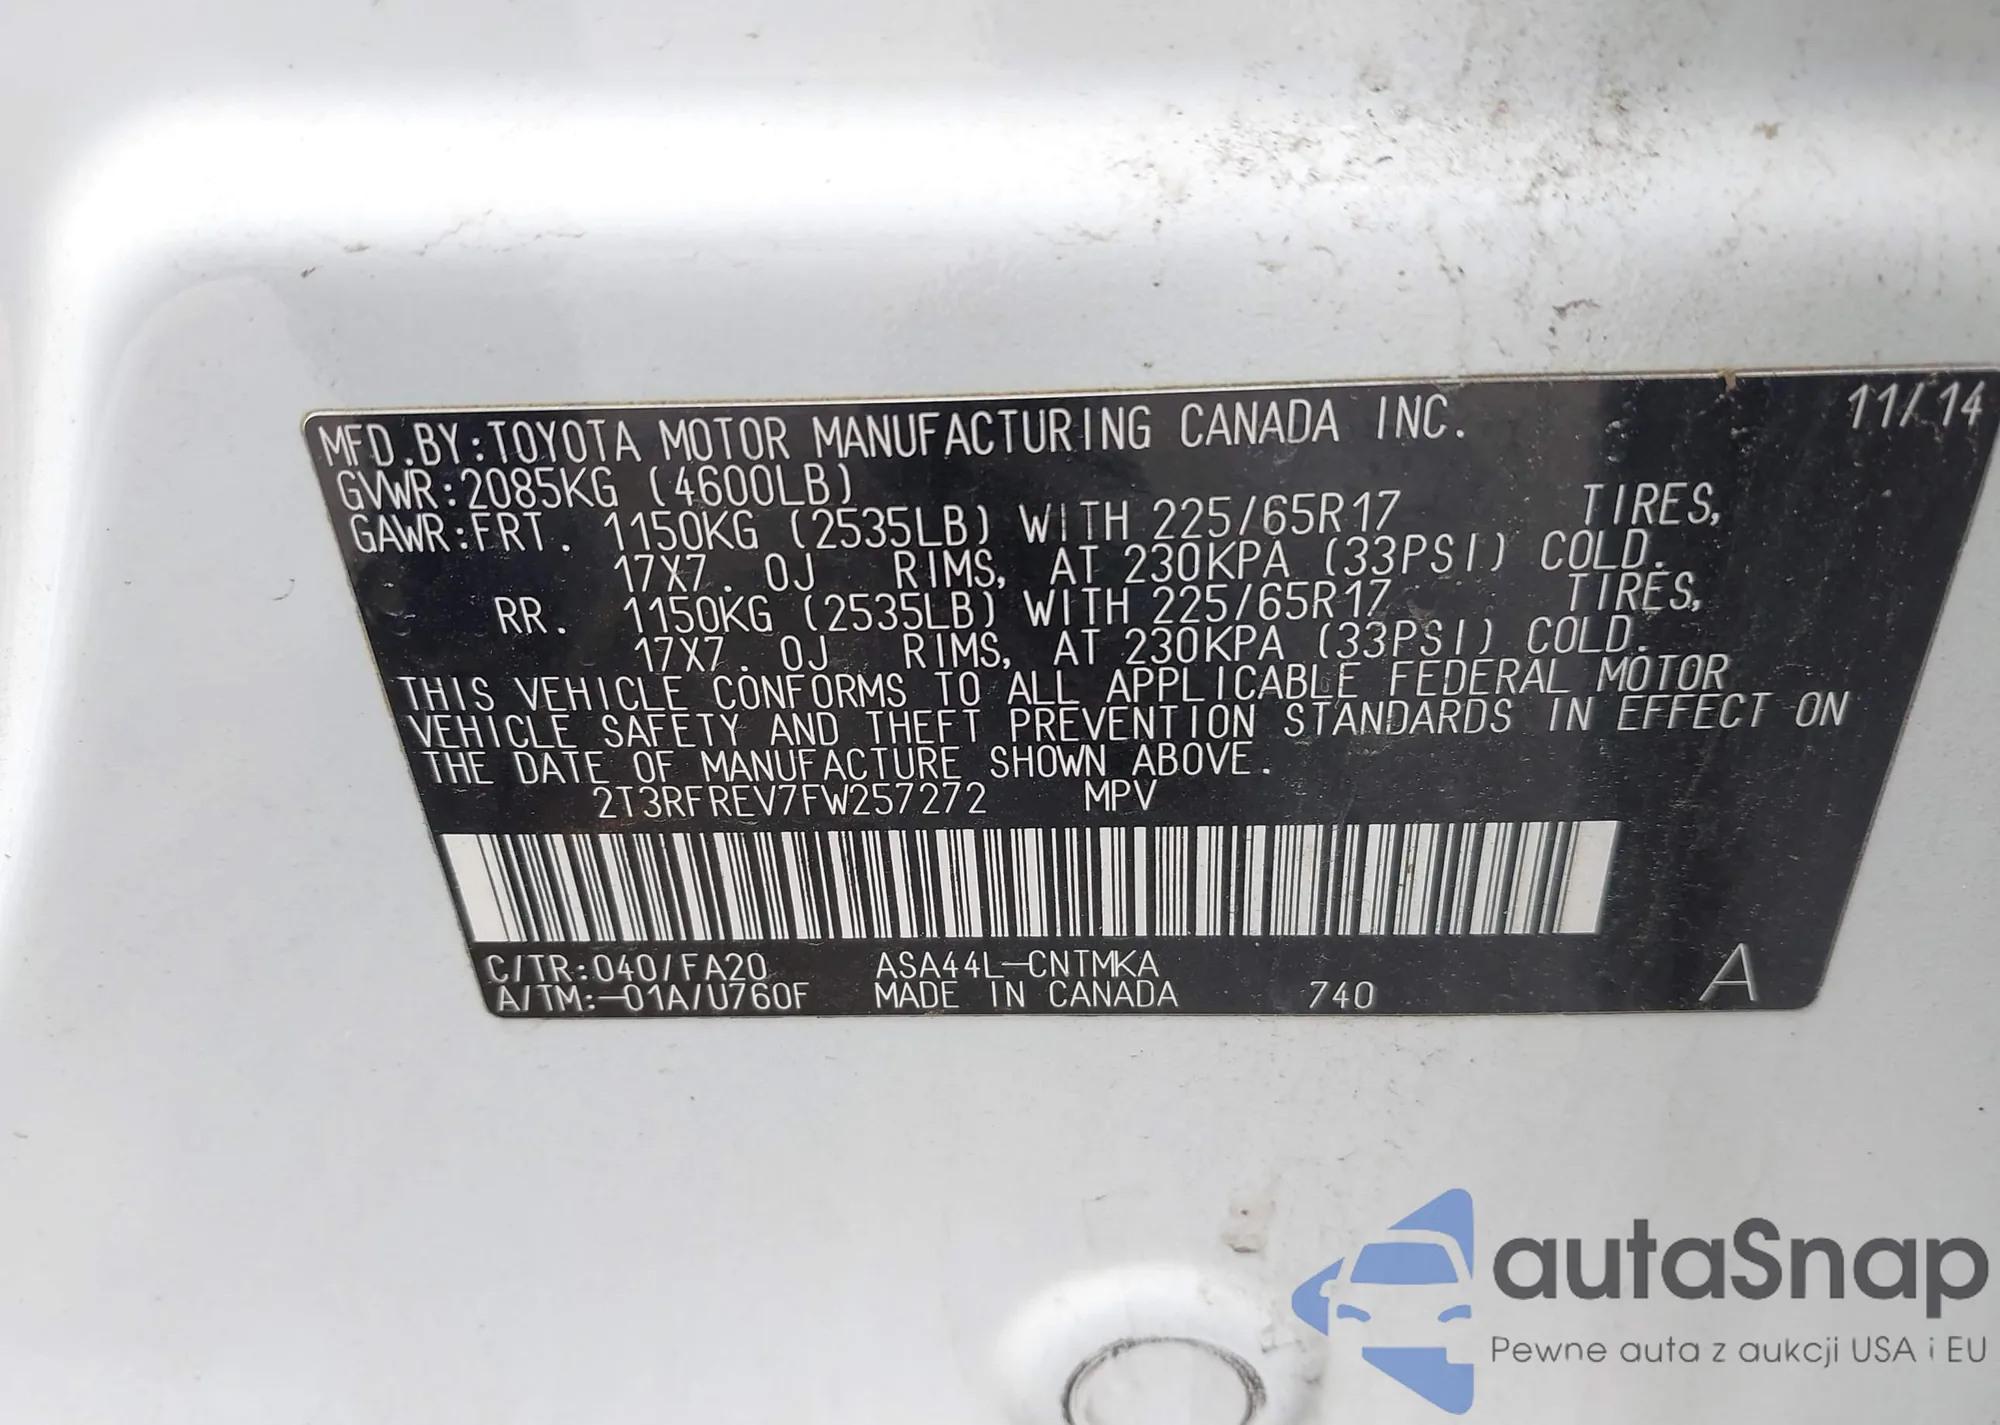 MFD.BY:TOYOTA MOTOR MANUFACTURING CANADA INC. 11/14
GVWR:2085KG (4600LB)
GAWR:FRT. 1150KG (2535LB) WITH 225/65R17 TIRES,
17X7.0J RIMS, AT 230KPA (33PSI) COLD.
RR. 1150KG (2535LB) WITH 225/65R17 TIRES,
17X7.0J RIMS, AT 230KPA (33PSI) COLD.
THIS VEHICLE CONFORMS TO ALL APPLICABLE FEDERAL MOTOR
VEHICLE SAFETY AND THEFT PREVENTION STANDARDS IN EFFECT ON
THE DATE OF MANUFACTURE SHOWN ABOVE.
2T3RFREV7FW257272 MPV
C/TR:040/FA20 ASA44L-CNTMKA
A/TM:-01A/U760F MADE IN CANADA 740 A
autaSnap
Pewne auta z aukcji USA i EU